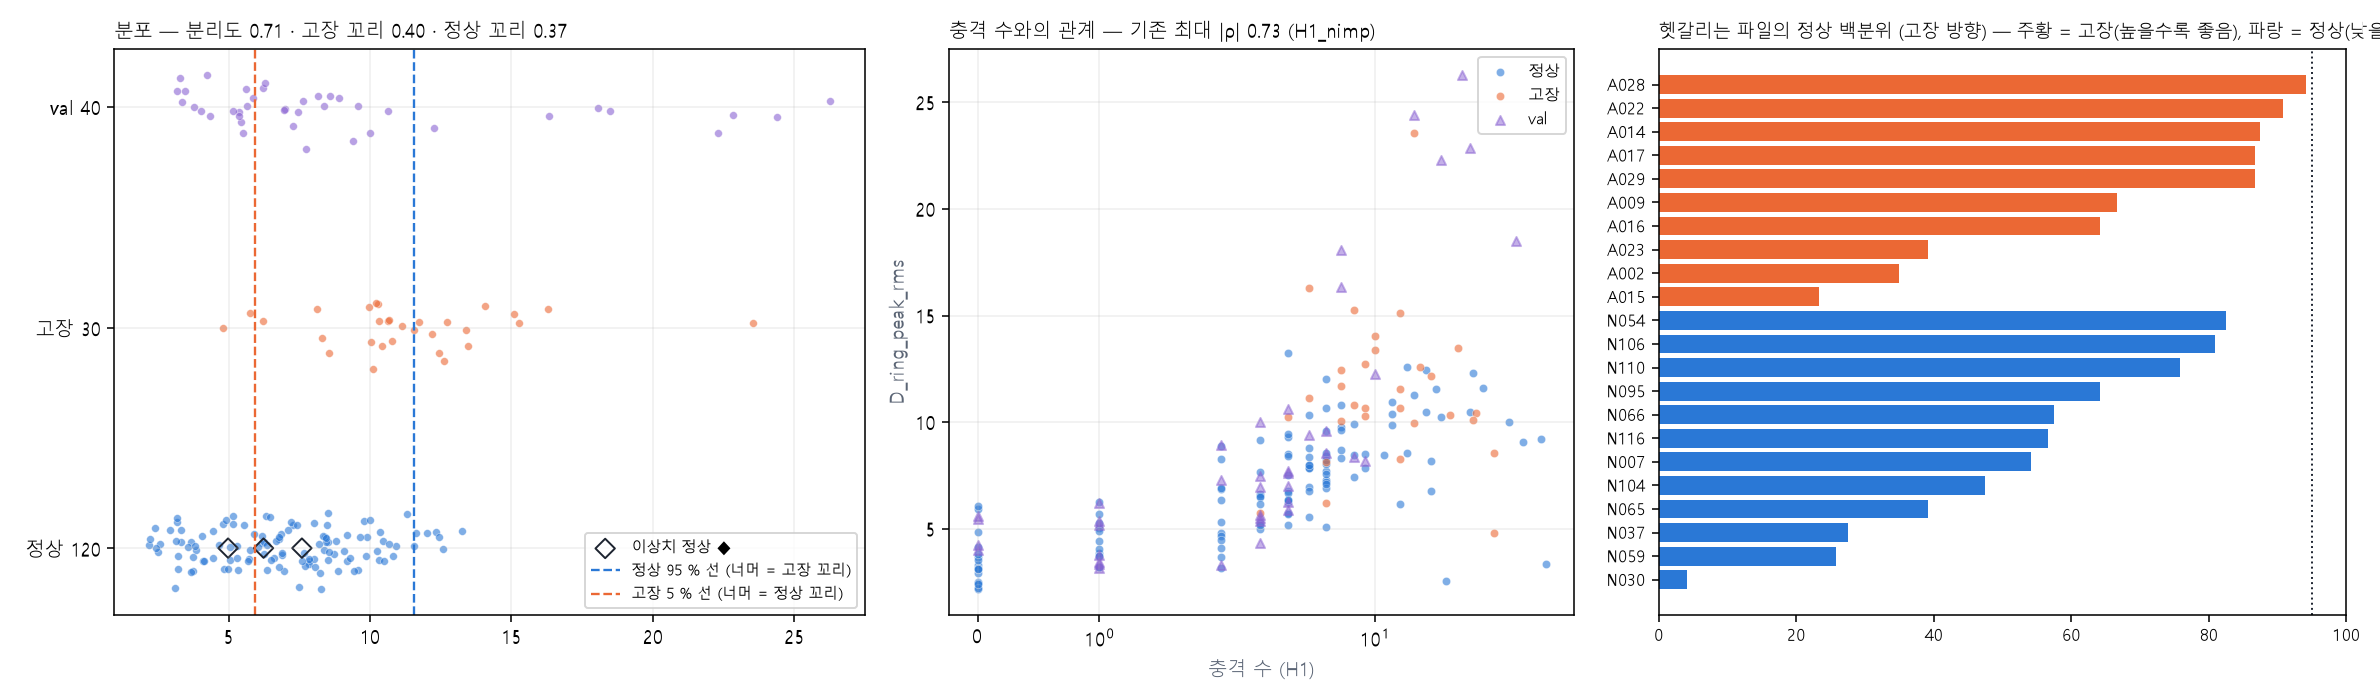 분포 — 분리도 0.71 · 고장 꼬리 0.40 · 정상 꼬리 0.37
val 40
고장 30
정상 120
이상치 정상 ◆
정상 95 % 선 (너머 = 고장 꼬리)
고장 5 % 선 (너머 = 정상 꼬리)
5
10
15
20
25
충격 수와의 관계 — 기존 최대 |ρ| 0.73 (H1_nimp)
정상
고장
val
D_ring_peak_rms
25
20
15
10
5
0
10⁰
10¹
충격 수 (H1)
헷갈리는 파일의 정상 백분위 (고장 방향) — 주황 = 고장(높을수록 좋음), 파랑 = 정상(낮을
A028
A022
A014
A017
A029
A009
A016
A023
A002
A015
N054
N106
N110
N095
N066
N116
N007
N104
N065
N037
N059
N030
0
20
40
60
80
100